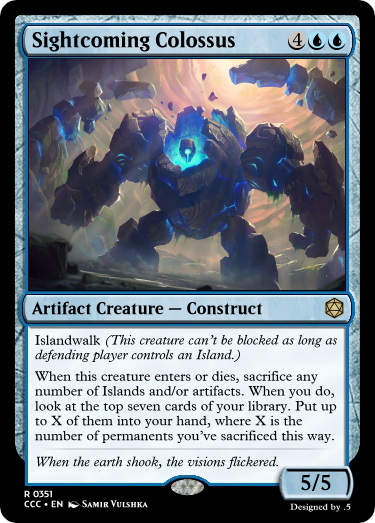 Sightcoming Colossus 4
Artifact Creature — Construct
Islandwalk (This creature can't be blocked as long as
defending player controls an Island.)
When this creature enters or dies, sacrifice any
number of Islands and/or artifacts. When you do,
look at the top seven cards of your library. Put up
to X of them into your hand, where X is the
number of permanents you've sacrificed this way.
When the earth shook, the visions flickered.
5/5
R 0351
CCC • EN Samir Vulshka
Designed by .5